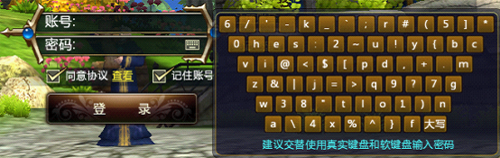 账号:
密码:
同意协议 查看 记住账号
登 录
6 / ' - k _ ` ; r # ( 5 ] *
0 h e s : 2 ~ u ! y { b c
v i @ < $ [ p d , + . m
z & | j = > q 9 ? 7 g
w 3 8 " t l o 1 ) n
a \ 4 x % ^ } f 大写
建议交替使用真实键盘和软键盘输入密码